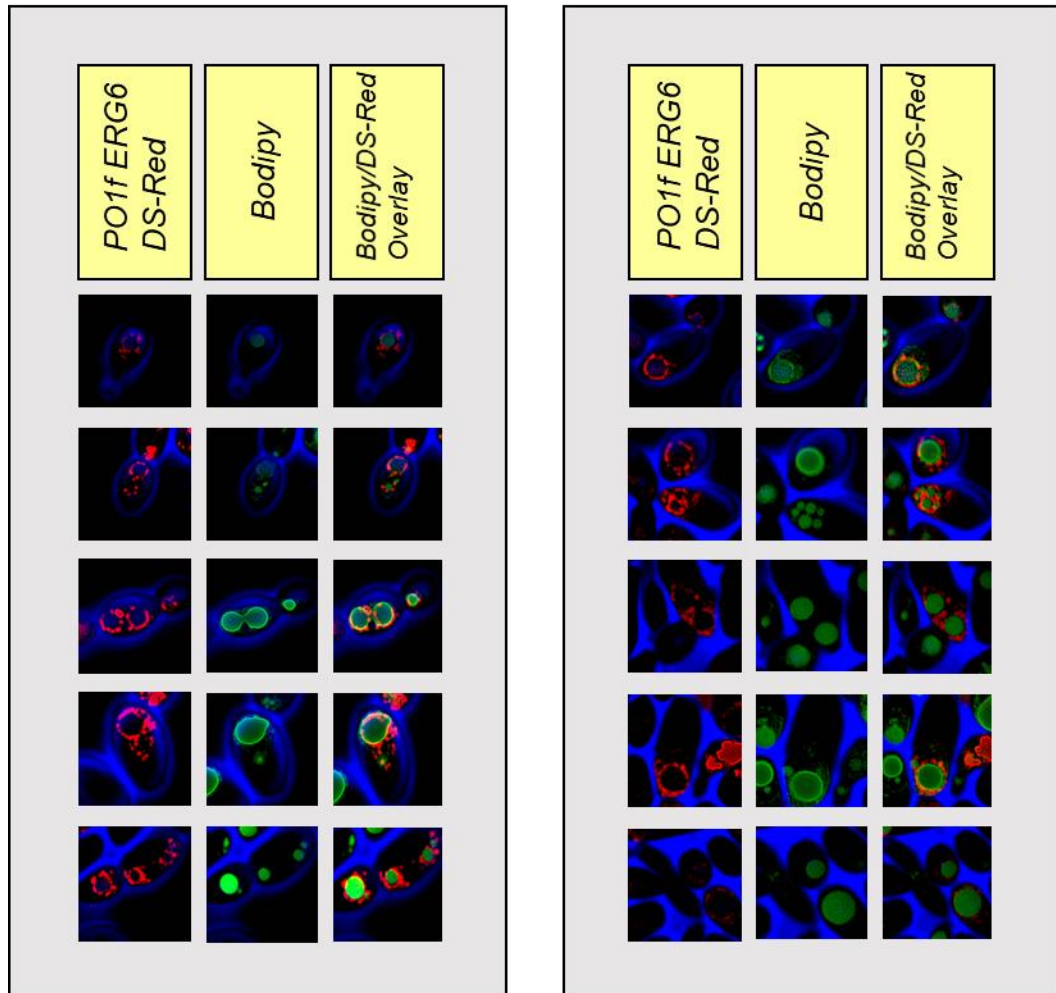 PO1f ERG6
DS-Red
Bodipy
Bodipy/DS-Red
Overlay
PO1f ERG6
DS-Red
Bodipy
Bodipy/DS-Red
Overlay